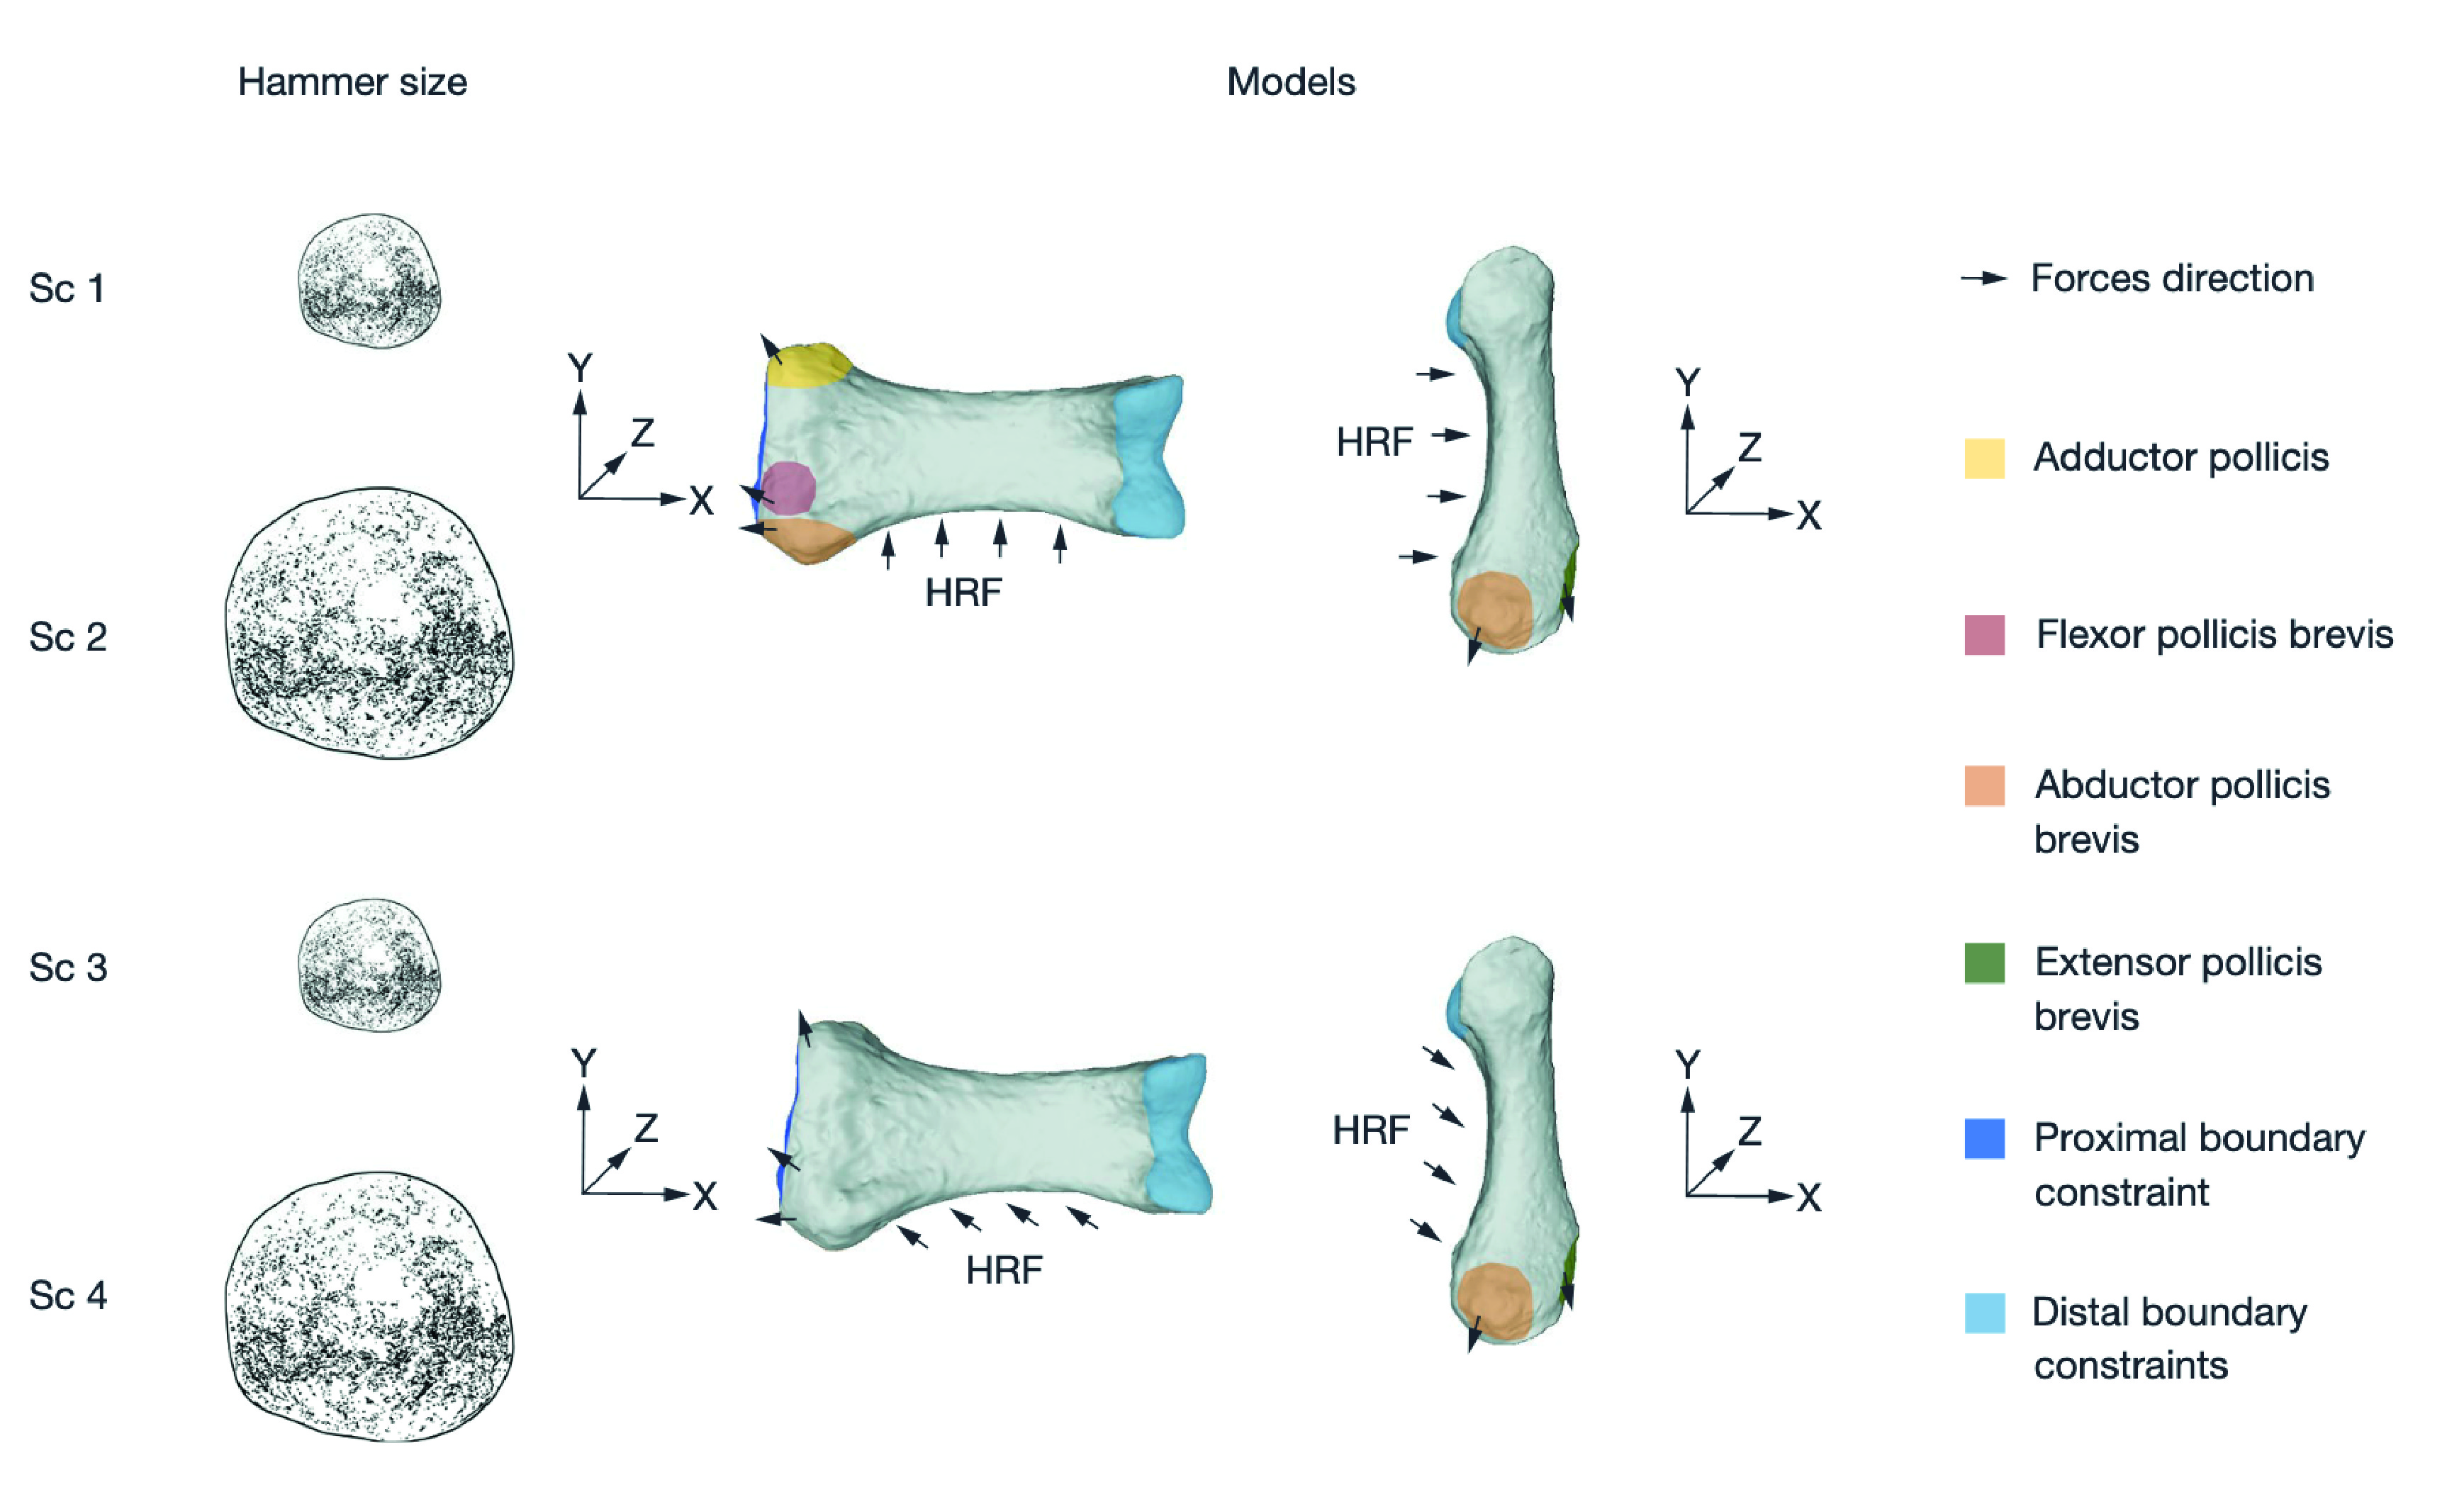 Hammer size
Models
Sc 1
Sc 2
Sc 3
Sc 4
Y
Z
X
HRF
HRF
Y
Z
X
Y
Z
X
HRF
HRF
Y
Z
X
Forces direction
Adductor pollicis
Flexor pollicis brevis
Abductor pollicis
brevis
Extensor pollicis
brevis
Proximal boundary
constraint
Distal boundary
constraints